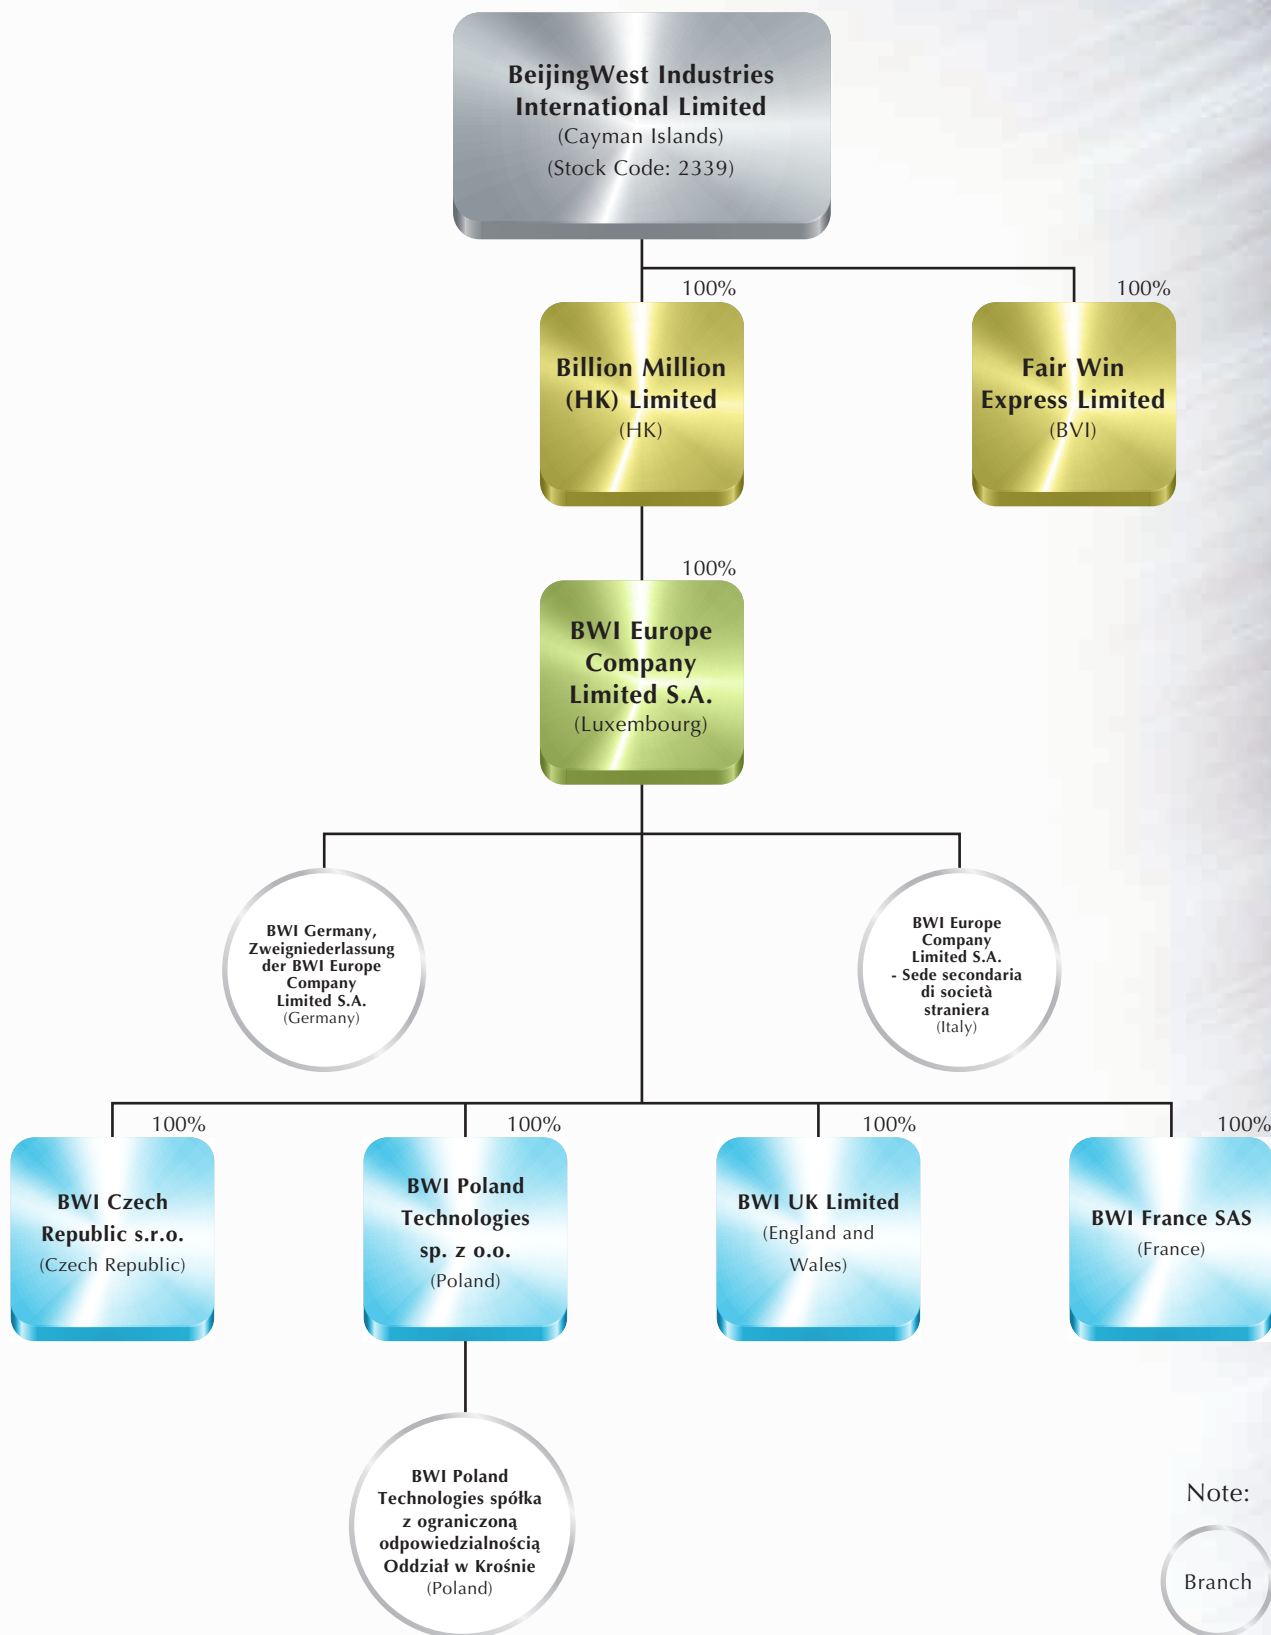 BeijingWest Industries
International Limited
(Cayman Islands)
(Stock Code: 2339)
100%
100%
Billion Million
(HK) Limited
(HK)
Fair Win
Express Limited
(BVI)
100%
BWI Europe
Company
Limited S.A.
(Luxembourg)
BWI Germany,
Zweigniederlassung
der BWI Europe
Company
Limited S.A.
(Germany)
BWI Europe
Company
Limited S.A.
- Sede secondaria
di società
straniera
(Italy)
100%
100%
100%
100%
BWI Czech
Republic s.r.o.
(Czech Republic)
BWI Poland
Technologies
sp. z o.o.
(Poland)
BWI UK Limited
(England and
Wales)
BWI France SAS
(France)
BWI Poland
Technologies spółka
z ograniczoną
odpowiedzialnością
Oddział w Krośnie
(Poland)
Note:
Branch